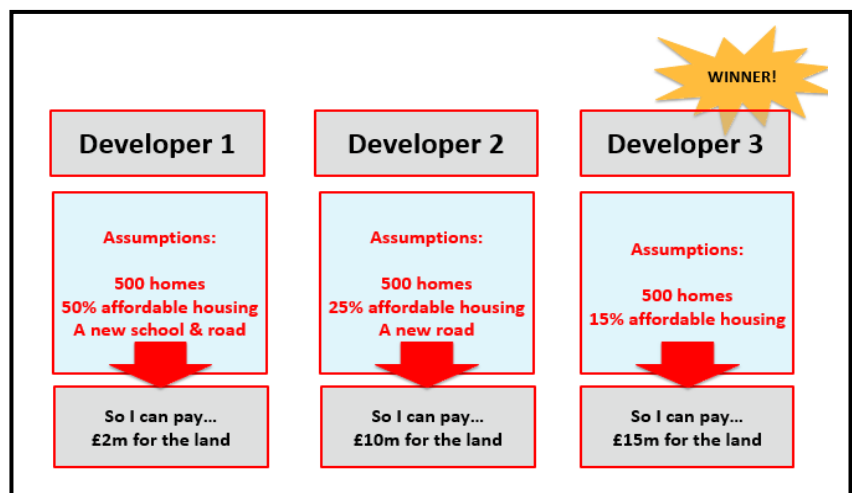 WINNER!
Developer 1
Developer 2
Developer 3
Assumptions:
500 homes
50% affordable housing
A new school & road
Assumptions:
500 homes
25% affordable housing
A new road
Assumptions:
500 homes
15% affordable housing
So I can pay...
£2m for the land
So I can pay...
£10m for the land
So I can pay...
£15m for the land